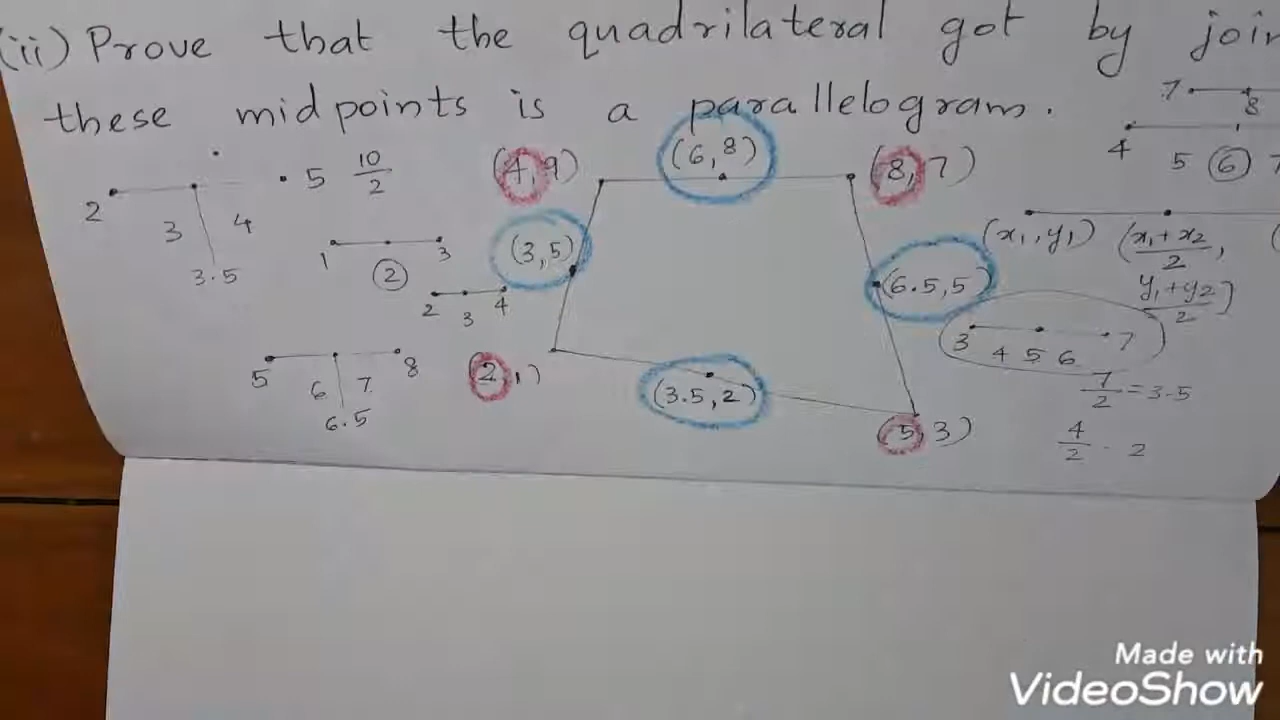 (ii) Prove that the quadrilateral got by join
these midpoints is a parallelogram.
7 8
4 5 6 7
2 3 4 5 10/2
3.5
(4,9) (6,8) (8,7)
1 2 3
(3,5)
2 3 4
(x₁,y₁) (x₁+x₂/2, (
y₁+y₂/2)
(6.5,5)
3 4 5 6 7
5 6 7 8
6.5
2,1)
(3.5,2)
(5,3)
7/2 = 3.5
4/2 - 2
Made with
VideoShow